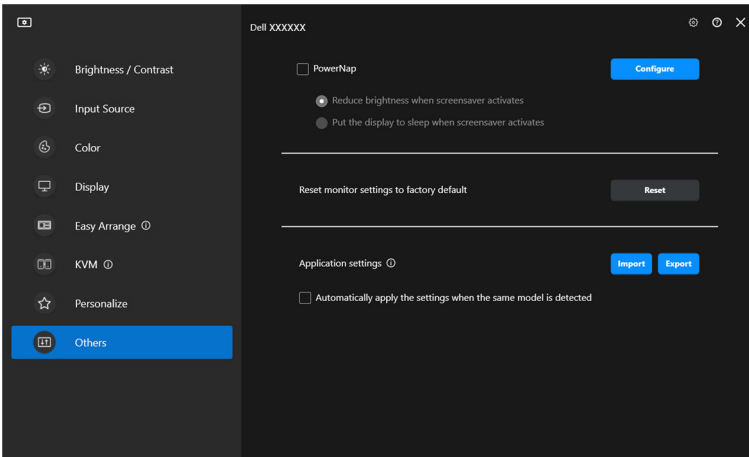 Dell XXXXXX
Brightness / Contrast
Input Source
Color
Display
Easy Arrange
KVM
Personalize
Others
PowerNap
Configure
Reduce brightness when screensaver activates
Put the display to sleep when screensaver activates
Reset monitor settings to factory default
Reset
Application settings
Import
Export
Automatically apply the settings when the same model is detected